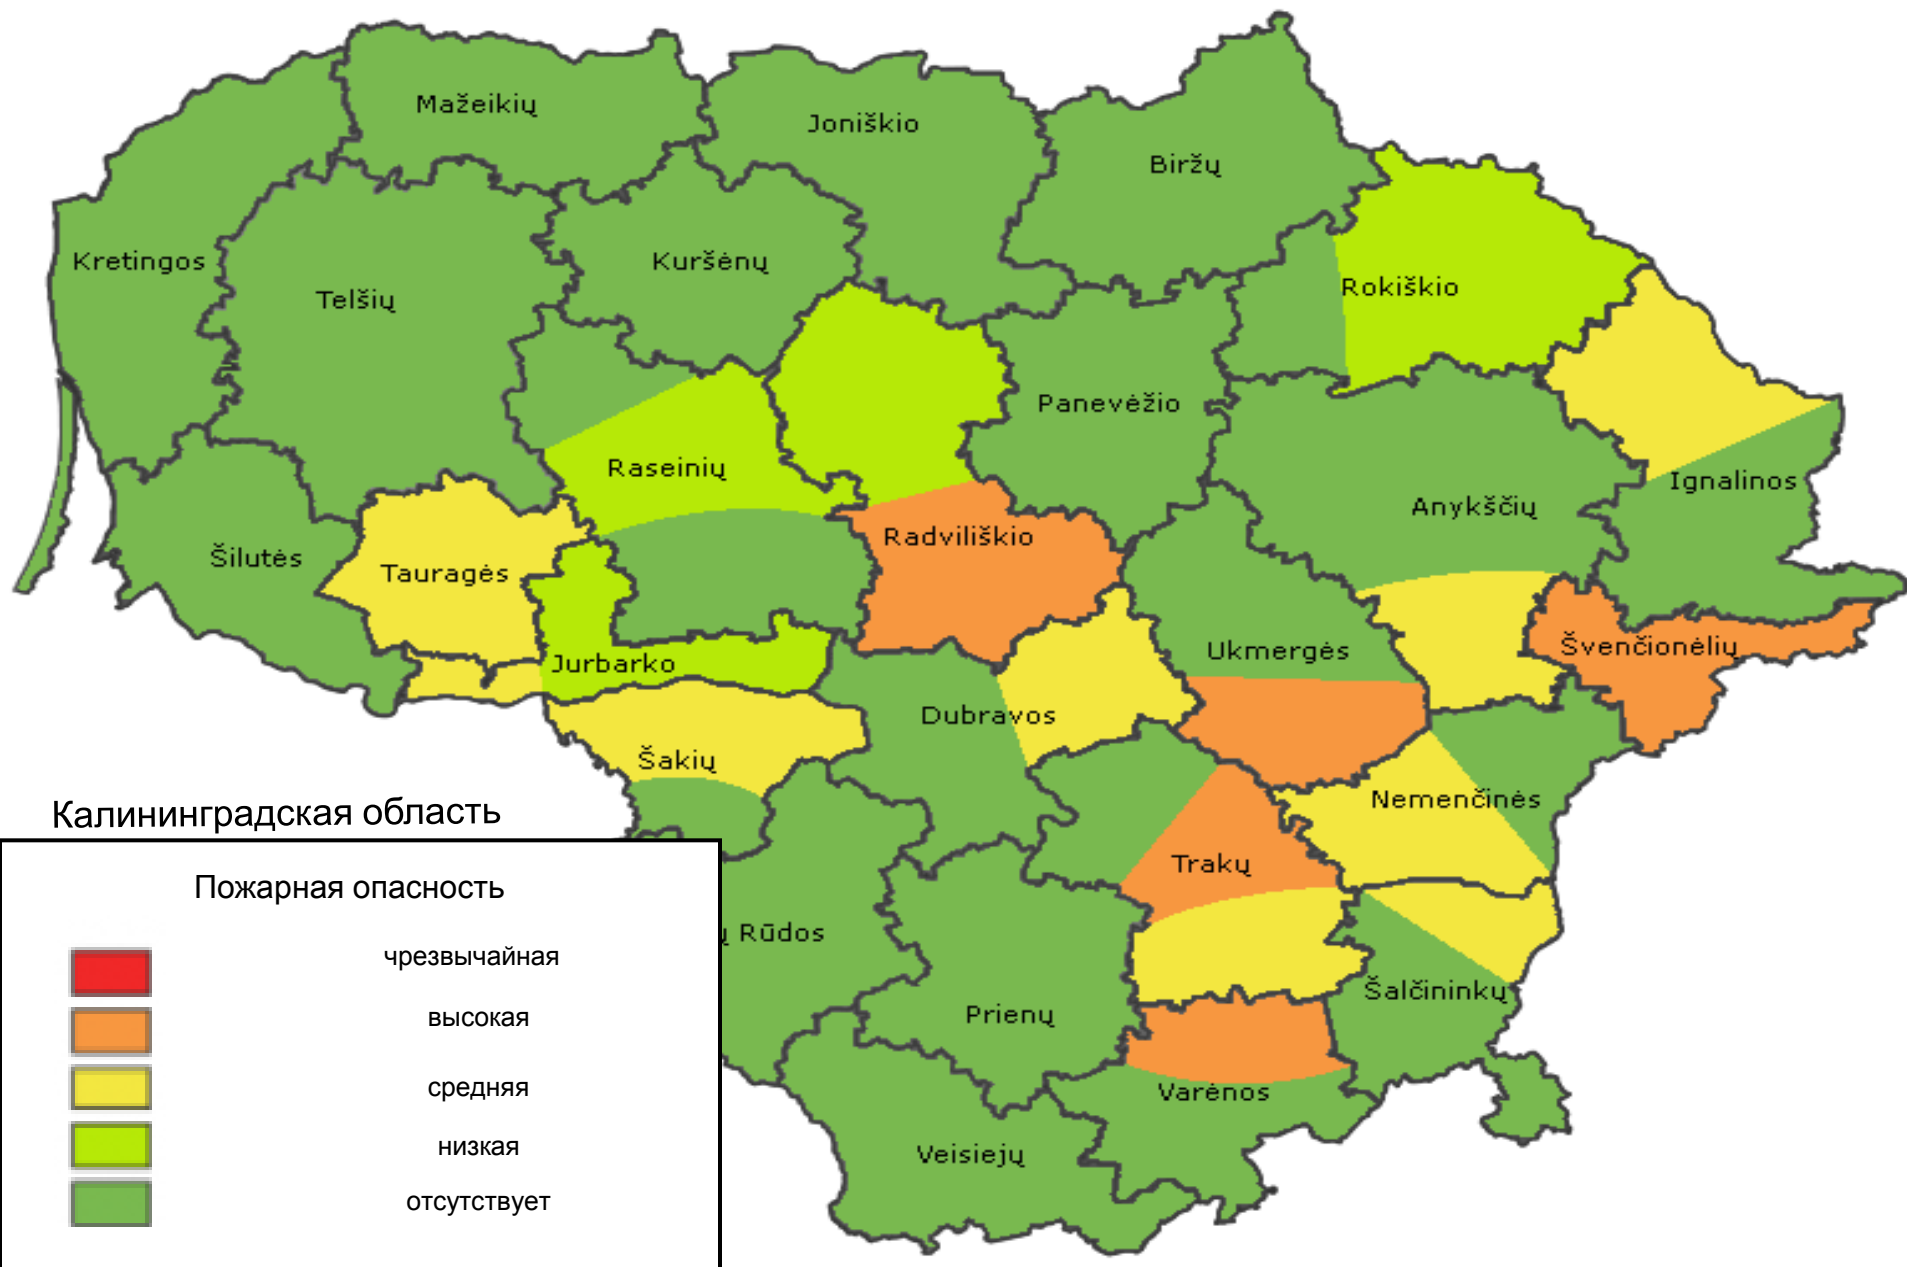 Mažeikių
Joniškio
Biržų
Kretingos
Telšių
Kuršėnų
Rokiškio
Panevėžio
Raseinių
Ignalinos
Anykščių
Radviliškio
Šilutės
Tauragės
Ukmergės
Švenčionėlių
Jurbarko
Dubravos
Šakių
Nemenčinės
Trakų
ų Rūdos
Prienų
Šalčininkų
Varėnos
Veisiejų
Калининградская область
Пожарная опасность
чрезвычайная
высокая
средняя
низкая
отсутствует